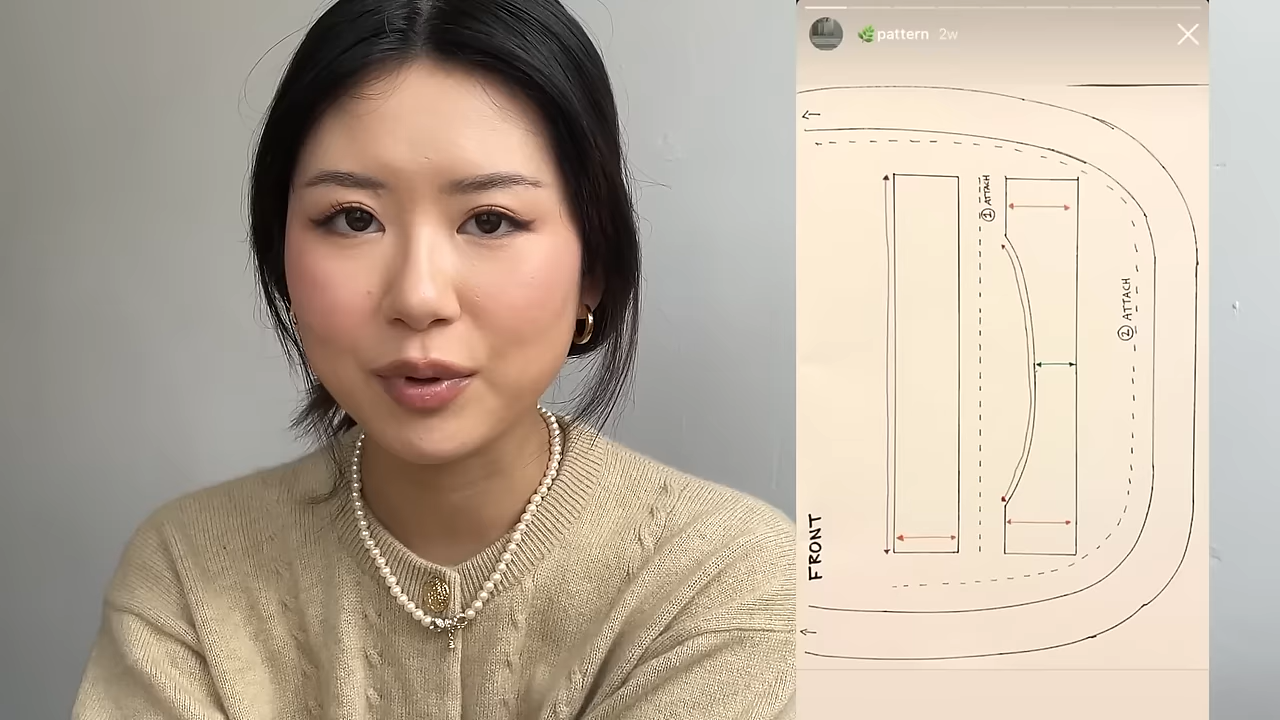 🌿pattern 2w
① ATTACH
② ATTACH
FRONT